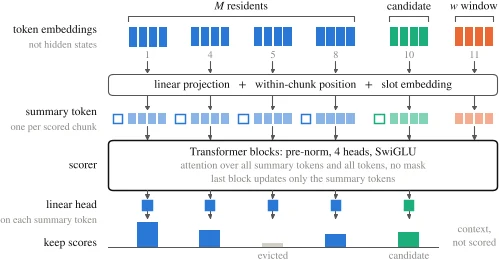 M residents candidate w window
token embeddings
not hidden states
1 4 5 8 10 11
linear projection + within-chunk position + slot embedding
summary token
one per scored chunk
Transformer blocks: pre-norm, 4 heads, SwiGLU
attention over all summary tokens and all tokens, no mask
last block updates only the summary tokens
scorer
linear head
on each summary token
context,
not scored
keep scores
evicted candidate